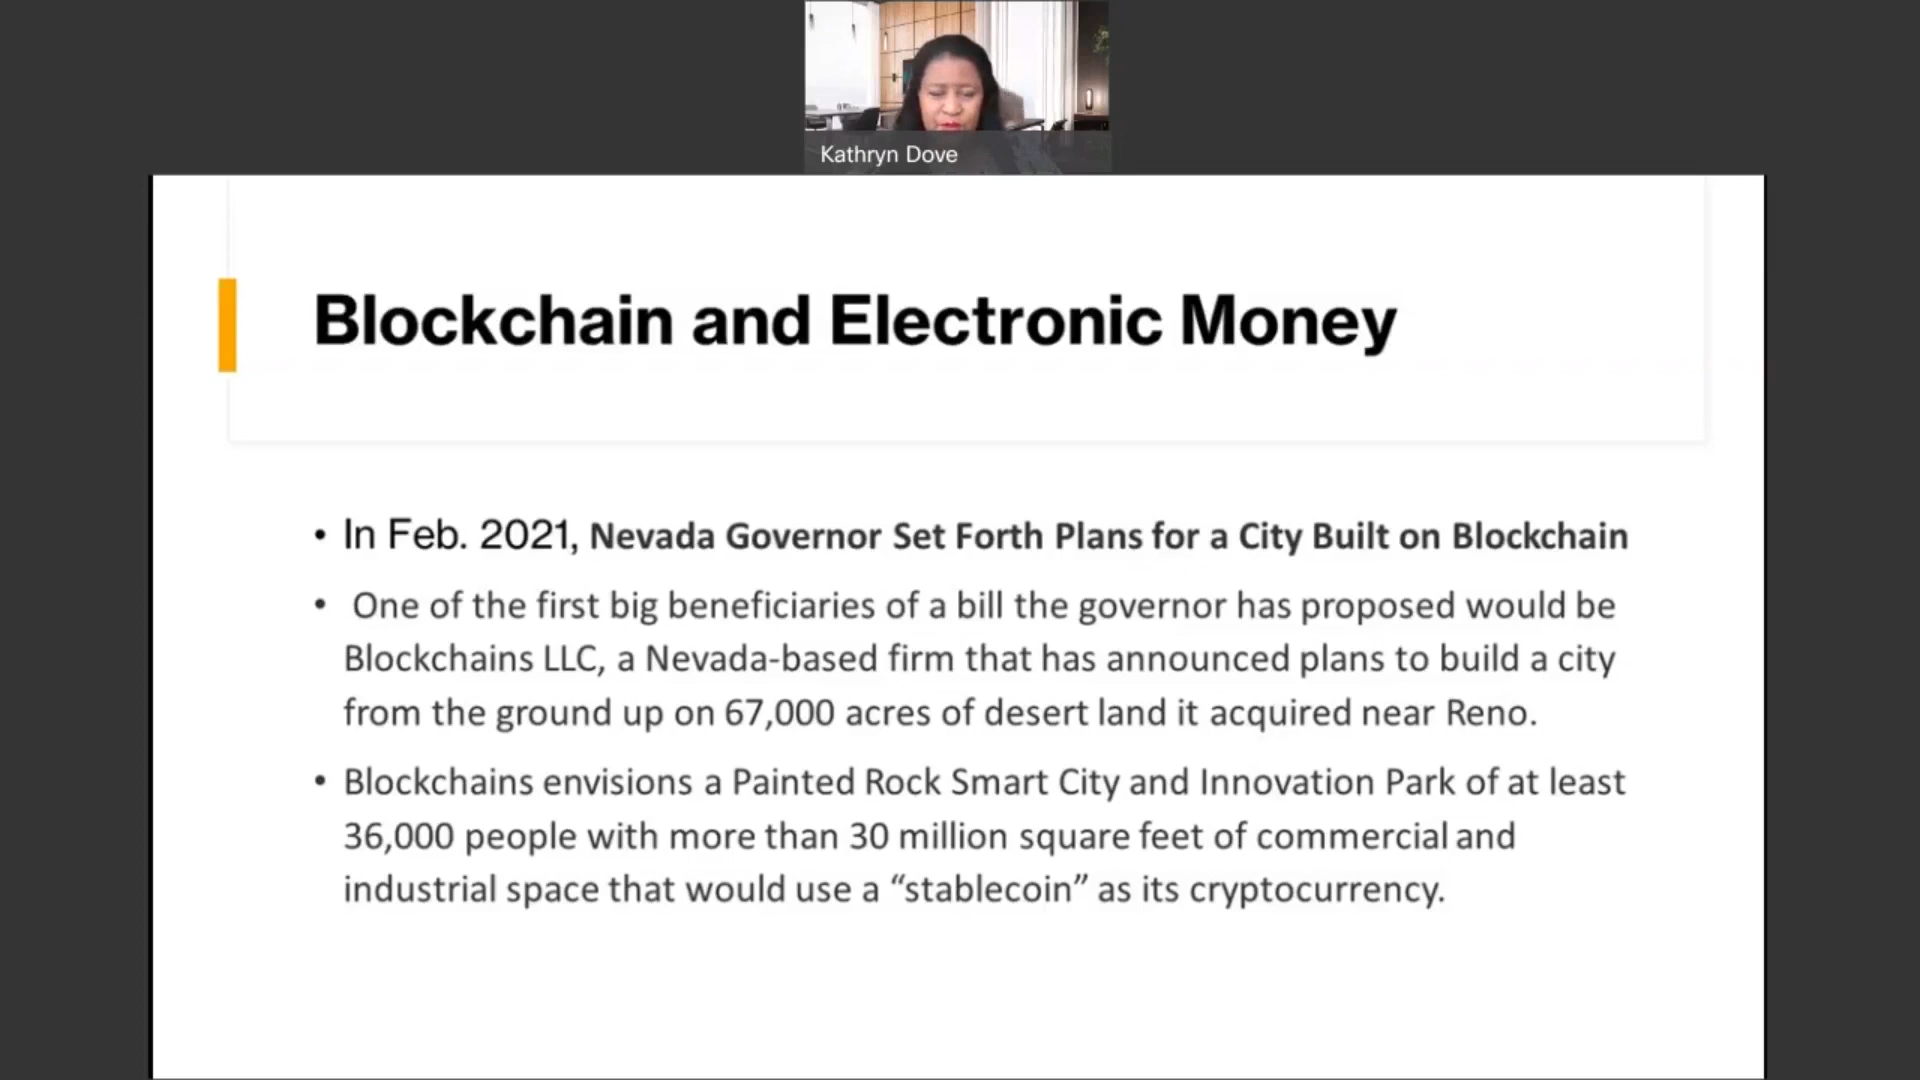 Kathryn Dove
Blockchain and Electronic Money
• In Feb. 2021, Nevada Governor Set Forth Plans for a City Built on Blockchain
• One of the first big beneficiaries of a bill the governor has proposed would be
Blockchains LLC, a Nevada-based firm that has announced plans to build a city
from the ground up on 67,000 acres of desert land it acquired near Reno.
• Blockchains envisions a Painted Rock Smart City and Innovation Park of at least
36,000 people with more than 30 million square feet of commercial and
industrial space that would use a “stablecoin” as its cryptocurrency.